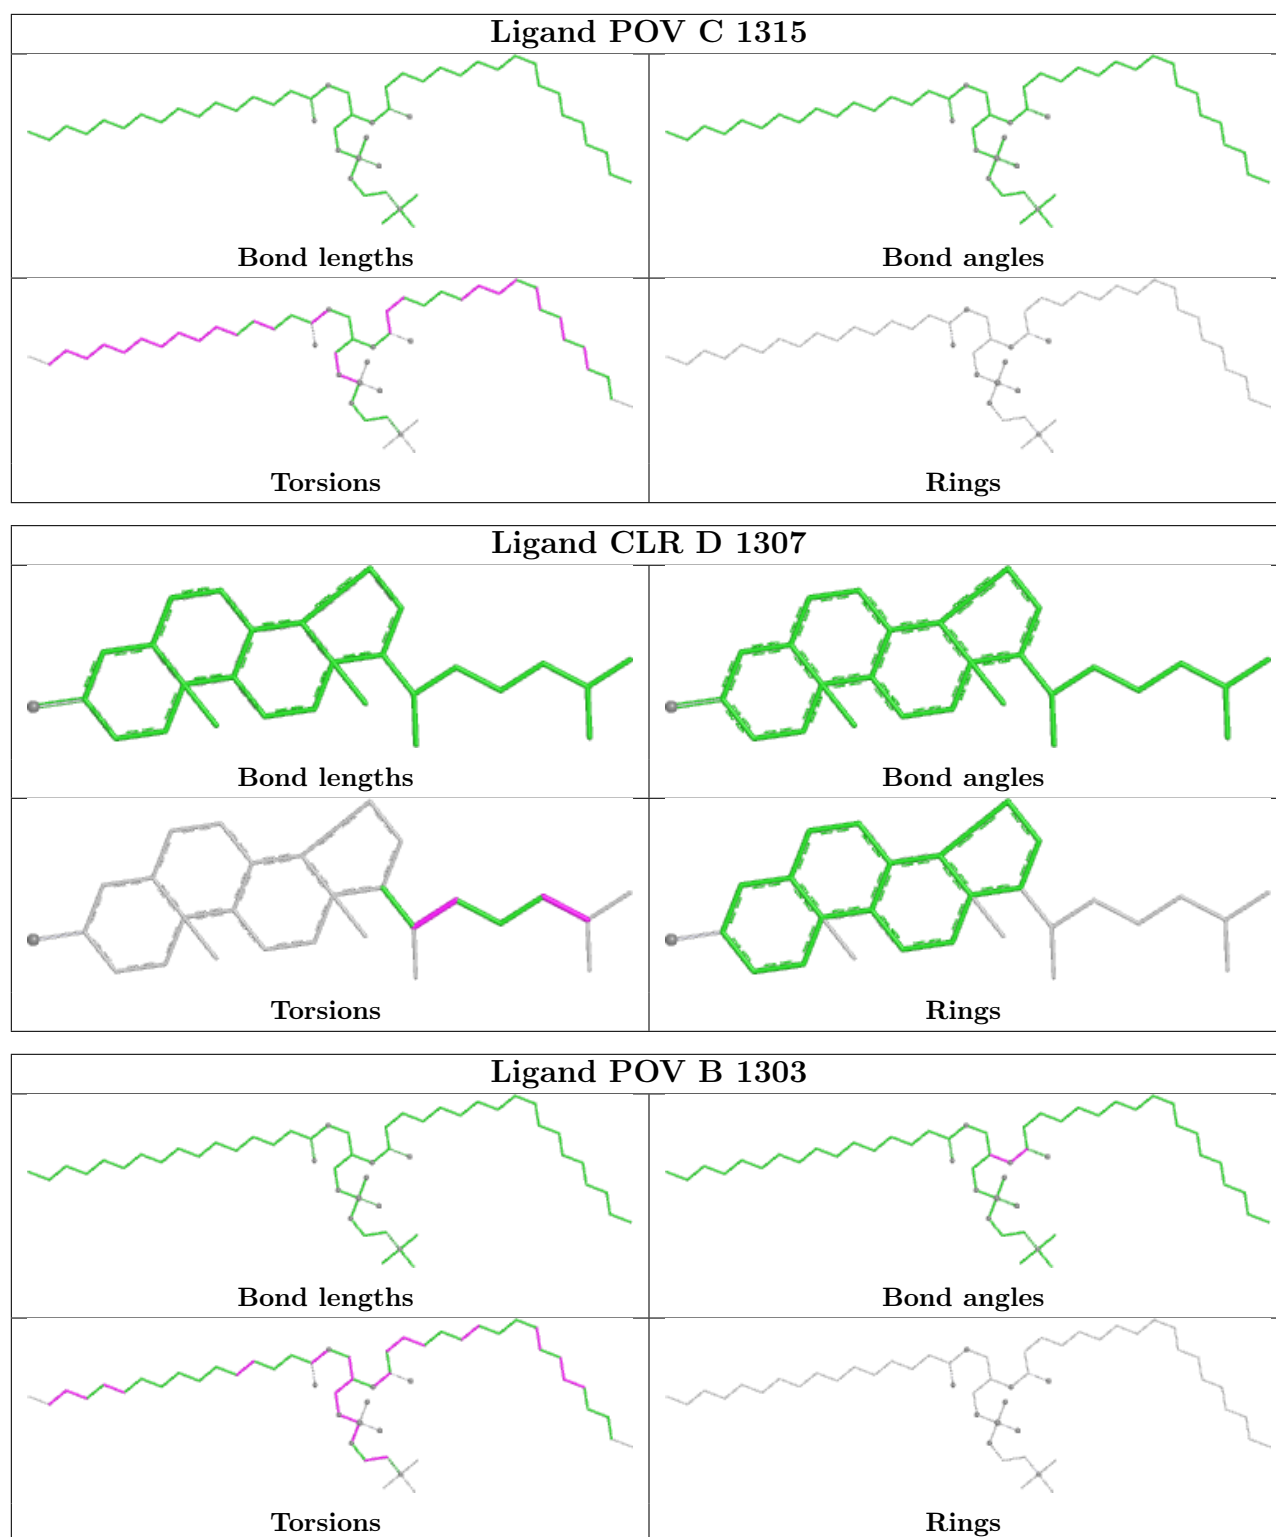 Ligand POV C 1315
Bond lengths
Bond angles
Torsions
Rings
Ligand CLR D 1307
Bond lengths
Bond angles
Torsions
Rings
Ligand POV B 1303
Bond lengths
Bond angles
Torsions
Rings